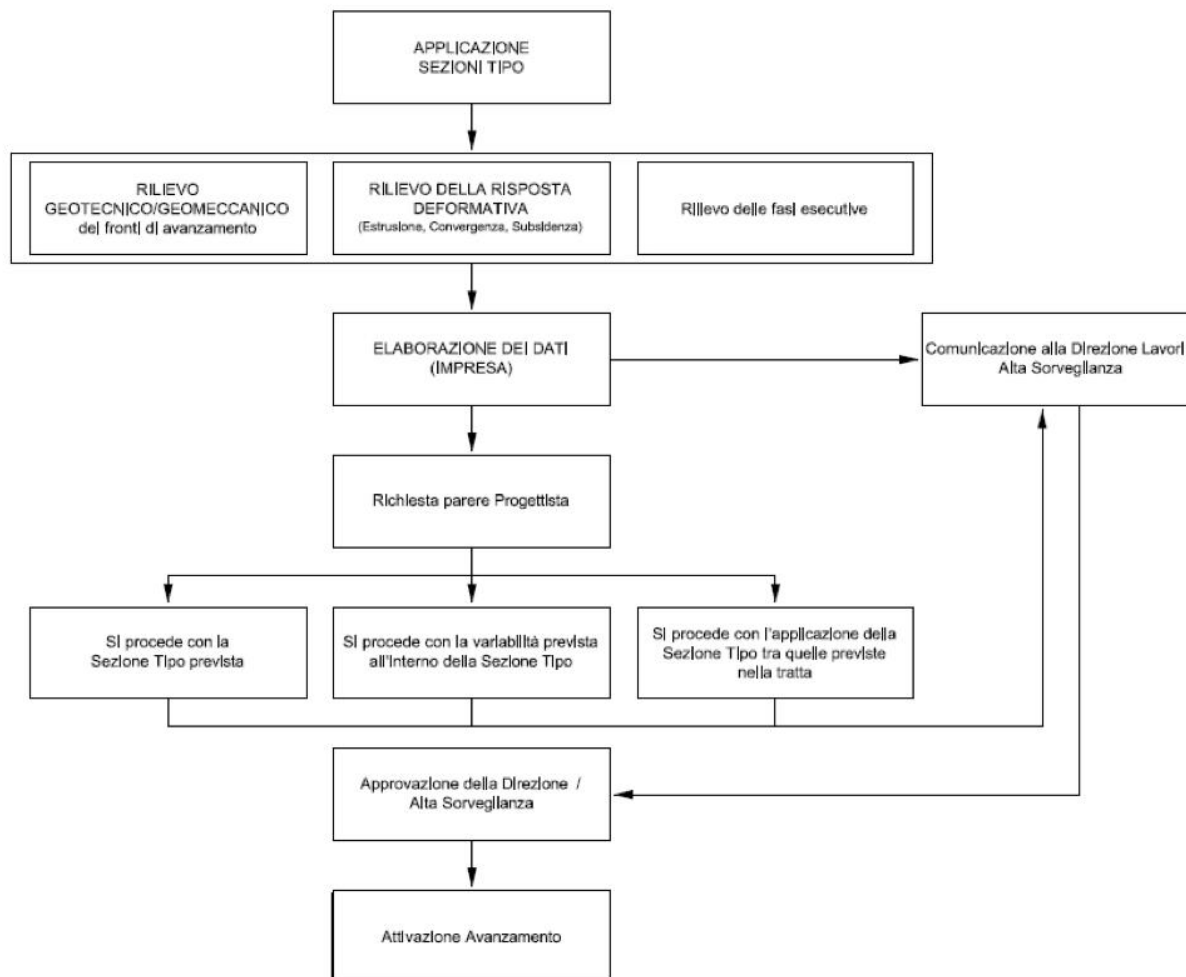 APPLICAZIONE
SEZIONI TIPO
RILIEVO
GEOTECNICO/GEOMECCANICO
dei fronti di avanzamento
RILIEVO DELLA RISPOSTA
DEFORMATIVA
(Estrusione, Convergenza, Subsidenza)
Rilievo delle fasi esecutive
ELABORAZIONE DEI DATI
(IMPRESA)
Comunicazione alla Direzione Lavori
Alta Sorveglianza
Richiesta parere Progettista
Si procede con la
Sezione Tipo prevista
Si procede con la variabilità prevista
all'interno della Sezione Tipo
Si procede con l'applicazione della
Sezione Tipo tra quelle previste
nella tratta
Approvazione della Direzione /
Alta Sorveglianza
Attivazione Avanzamento